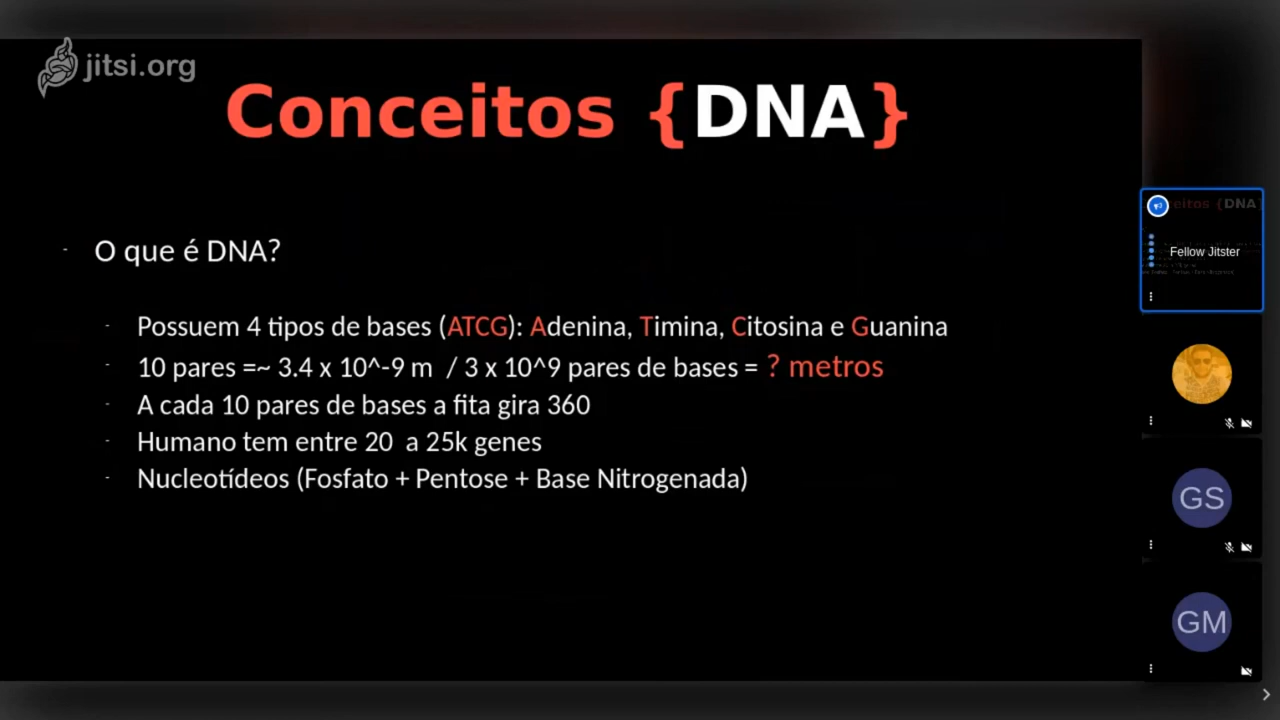 jitsi.org
Conceitos {DNA}
- O que é DNA?
- Possuem 4 tipos de bases (ATCG): Adenina, Timina, Citosina e Guanina
- 10 pares =~ 3.4 x 10^-9 m / 3 x 10^9 pares de bases = ? metros
- A cada 10 pares de bases a fita gira 360
- Humano tem entre 20 a 25k genes
- Nucleotídeos (Fosfato + Pentose + Base Nitrogenada)
eitos {DNA}
Fellow Jitster
GS
GM